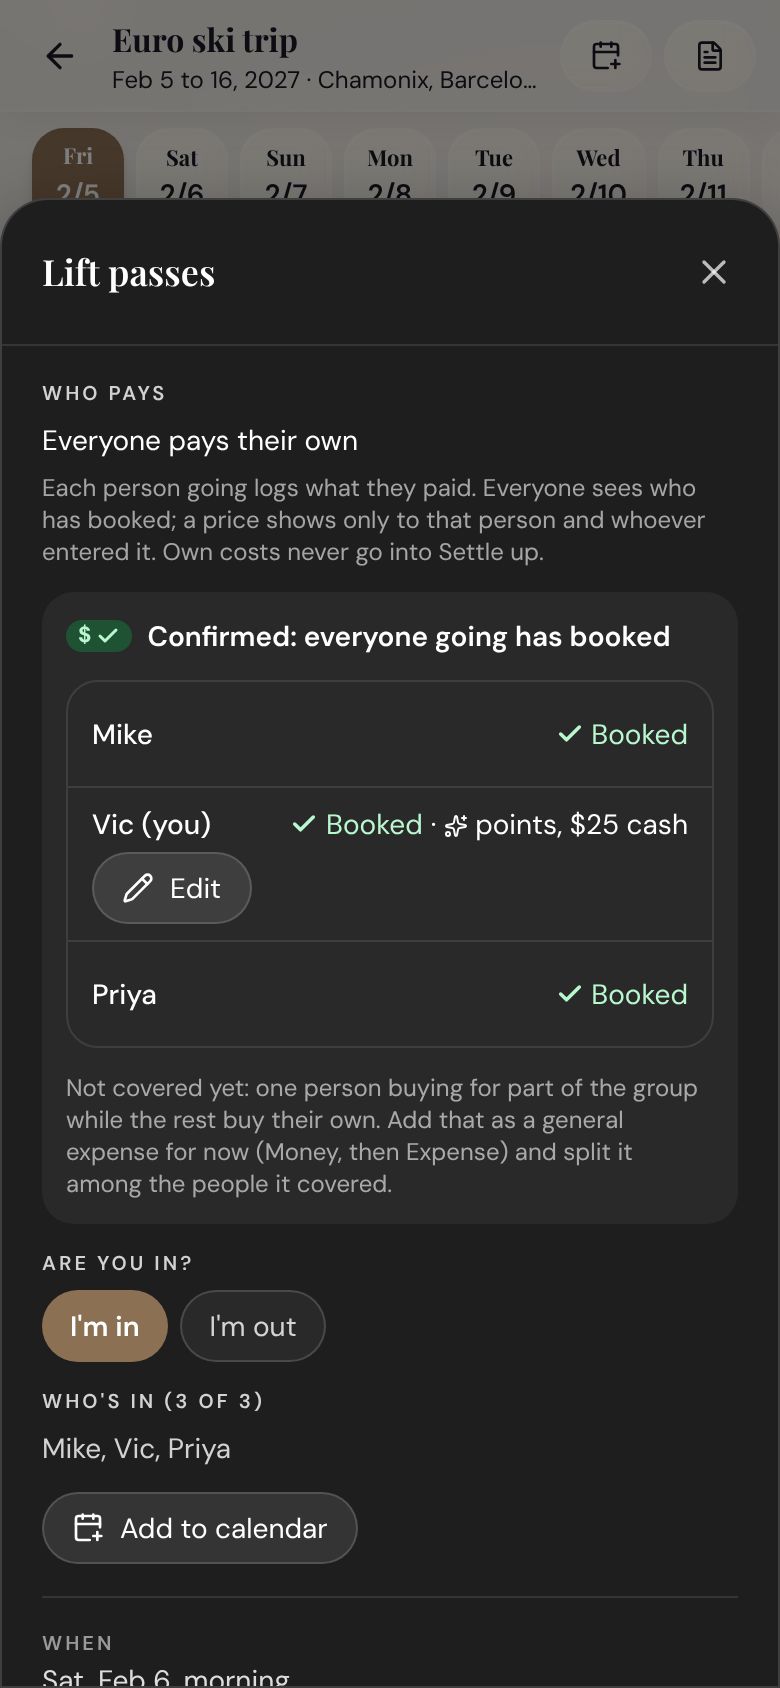 Euro ski trip
Feb 5 to 16, 2027 · Chamonix, Barcelo...
Fri Sat Sun Mon Tue Wed Thu
2/5 2/6 2/7 2/8 2/9 2/10 2/11
Lift passes
WHO PAYS
Everyone pays their own
Each person going logs what they paid. Everyone sees who
has booked; a price shows only to that person and whoever
entered it. Own costs never go into Settle up.
$ ✓ Confirmed: everyone going has booked
Mike ✓ Booked
Vic (you) ✓ Booked · points, $25 cash
Edit
Priya ✓ Booked
Not covered yet: one person buying for part of the group
while the rest buy their own. Add that as a general
expense for now (Money, then Expense) and split it
among the people it covered.
ARE YOU IN?
I'm in I'm out
WHO'S IN (3 OF 3)
Mike, Vic, Priya
Add to calendar
WHEN
Sat, Feb 6, morning